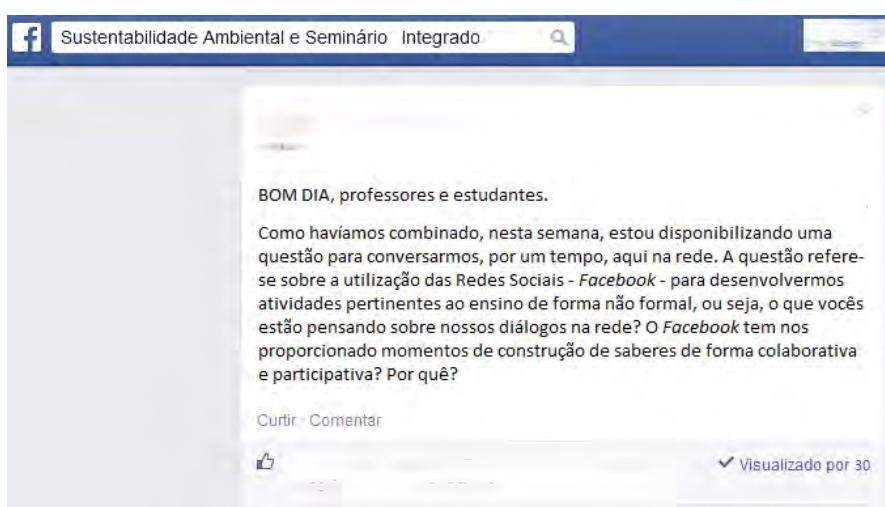 f Sustentabilidade Ambiental e Seminário Integrado
BOM DIA, professores e estudantes.
Como havíamos combinado, nesta semana, estou disponibilizando uma
questão para conversarmos, por um tempo, aqui na rede. A questão refere-
se sobre a utilização das Redes Sociais - Facebook - para desenvolvermos
atividades pertinentes ao ensino de forma não formal, ou seja, o que vocês
estão pensando sobre nossos diálogos na rede? O Facebook tem nos
proporcionado momentos de construção de saberes de forma colaborativa
e participativa? Por quê?
Curtir · Comentar
Visualizado por 30